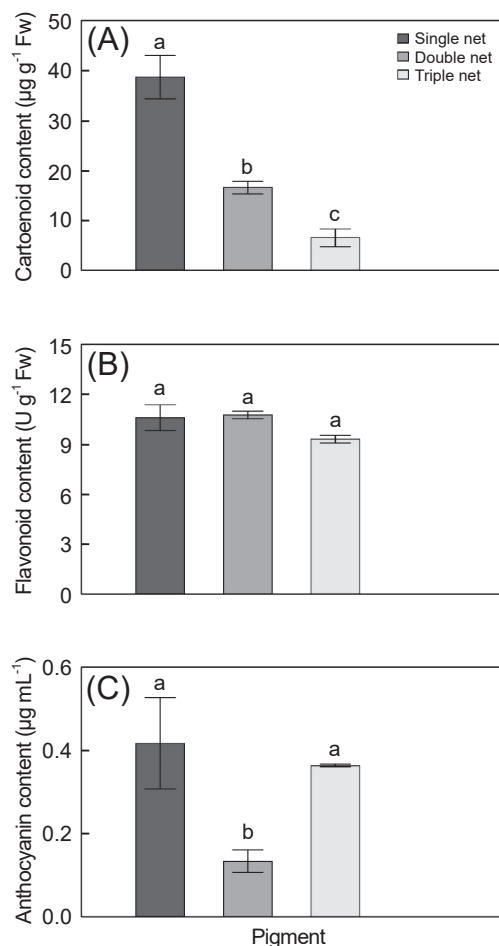 (A)
Cartoenoid content (µg g⁻¹ Fw)
50
40
30
20
10
0
a
b
c
Single net
Double net
Triple net
(B)
Flavonoid content (U g⁻¹ Fw)
15
12
9
6
3
0
a
a
a
(C)
Anthocyanin content (µg mL⁻¹)
0.6
0.4
0.2
0.0
a
b
a
Pigment